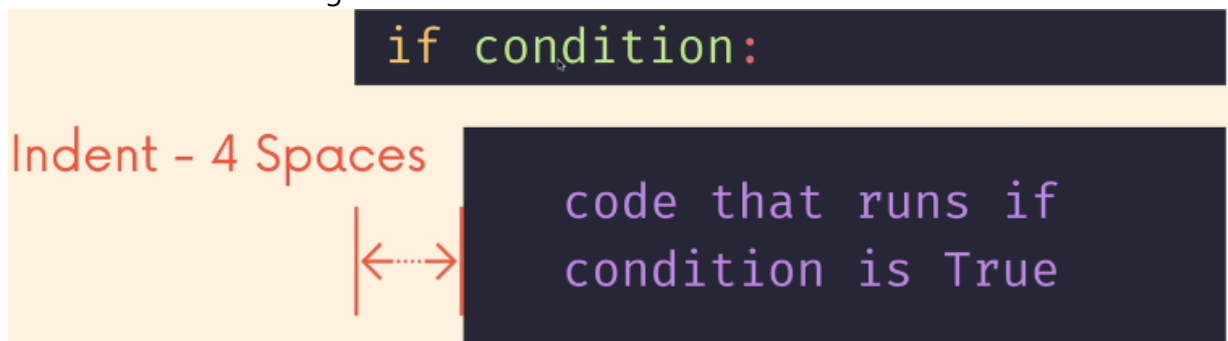 if condition:
Indent - 4 Spaces
code that runs if
condition is True